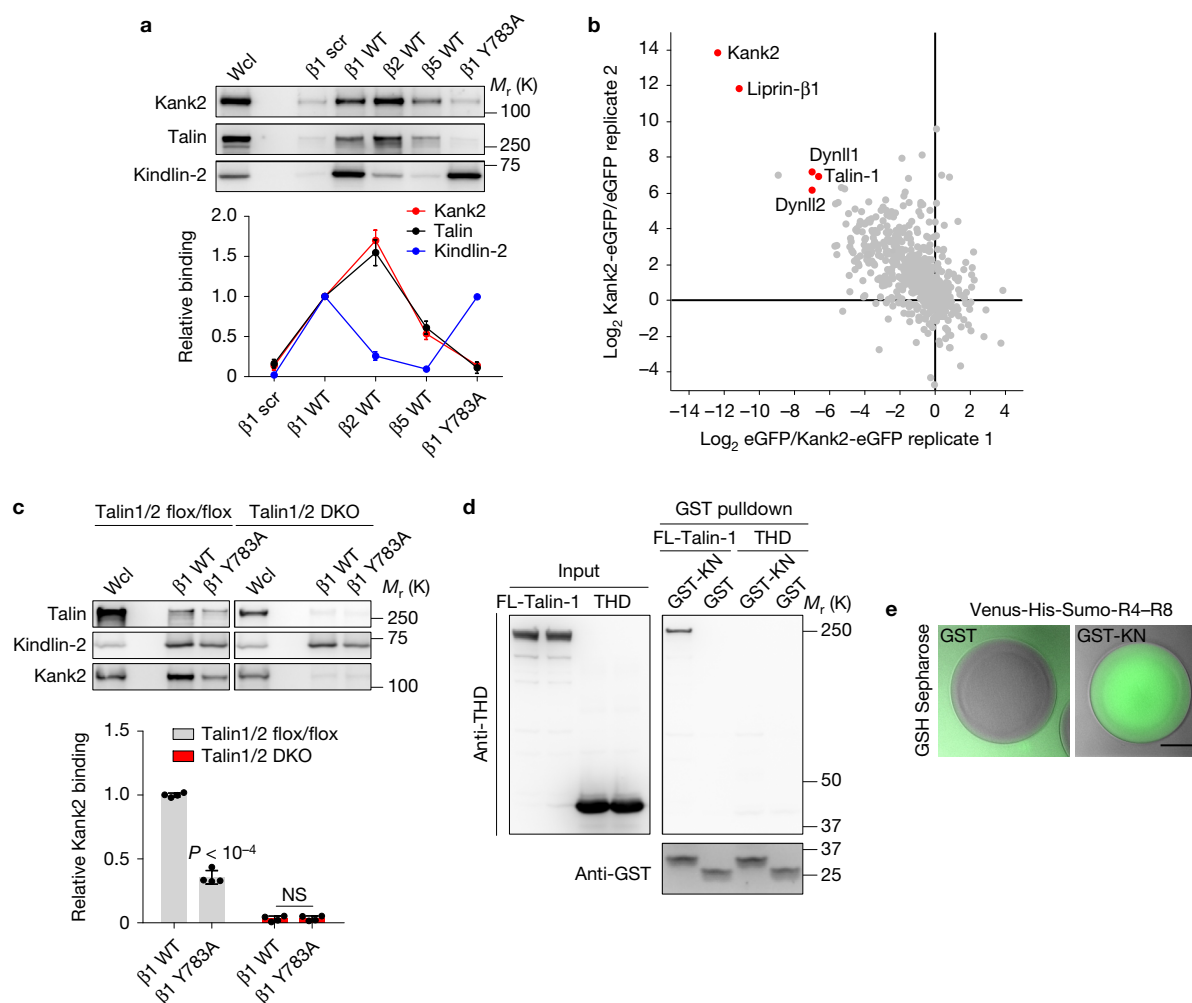 a
Wcl
β1 scr
β1 WT
β2 WT
β5 WT
β1 Y783A
Mr (K)
Kank2
100
Talin
250
Kindlin-2
75
Relative binding
2.0
1.5
1.0
0.5
0
Kank2
Talin
Kindlin-2
β1 scr
β1 WT
β2 WT
β5 WT
β1 Y783A
b
Log2 Kank2-eGFP/eGFP replicate 2
14
12
10
8
6
4
2
0
−2
−4
Kank2
Liprin-β1
Dynll1
Talin-1
Dynll2
−14 −12 −10 −8 −6 −4 −2 0 2 4
Log2 eGFP/Kank2-eGFP replicate 1
c
Talin1/2 flox/flox Talin1/2 DKO
Wcl
β1 WT
β1 Y783A
Wcl
β1 WT
β1 Y783A
Mr (K)
Talin
250
Kindlin-2
75
Kank2
100
Relative Kank2 binding
1.5
1.0
0.5
0
Talin1/2 flox/flox
Talin1/2 DKO
P < 10−4
NS
β1 WT
β1 Y783A
β1 WT
β1 Y783A
d
GST pulldown
FL-Talin-1 THD
Input
FL-Talin-1 THD
GST-KN
GST
GST-KN
GST
Mr (K)
Anti-THD
250
50
37
Anti-GST
37
25
e
Venus-His-Sumo-R4–R8
GSH Sepharose
GST
GST-KN